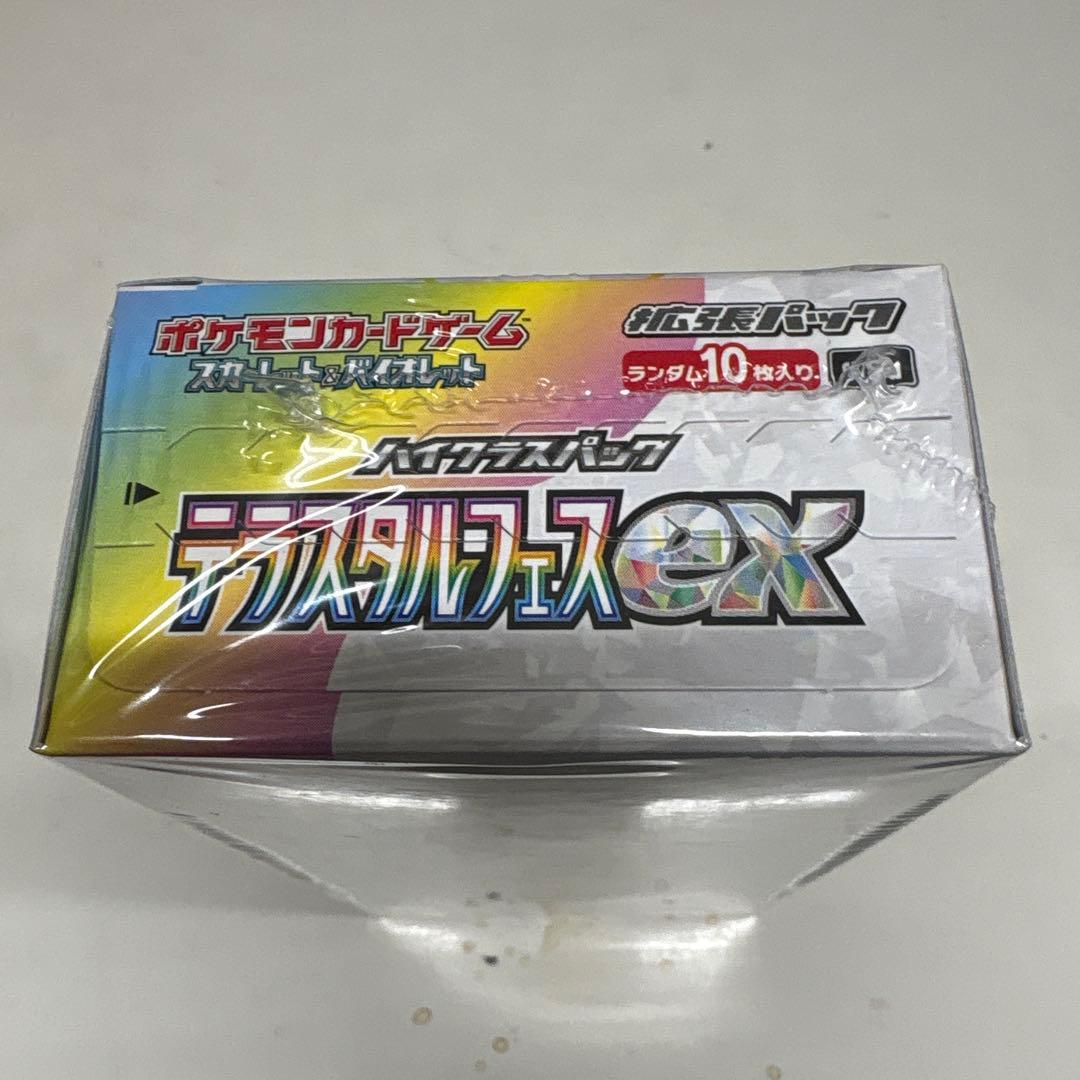 ポケモンカードゲーム™
スカーレット&バイオレット
拡張パック
ランダム10枚入り
ハイクラスパック
テラスタルフェスex